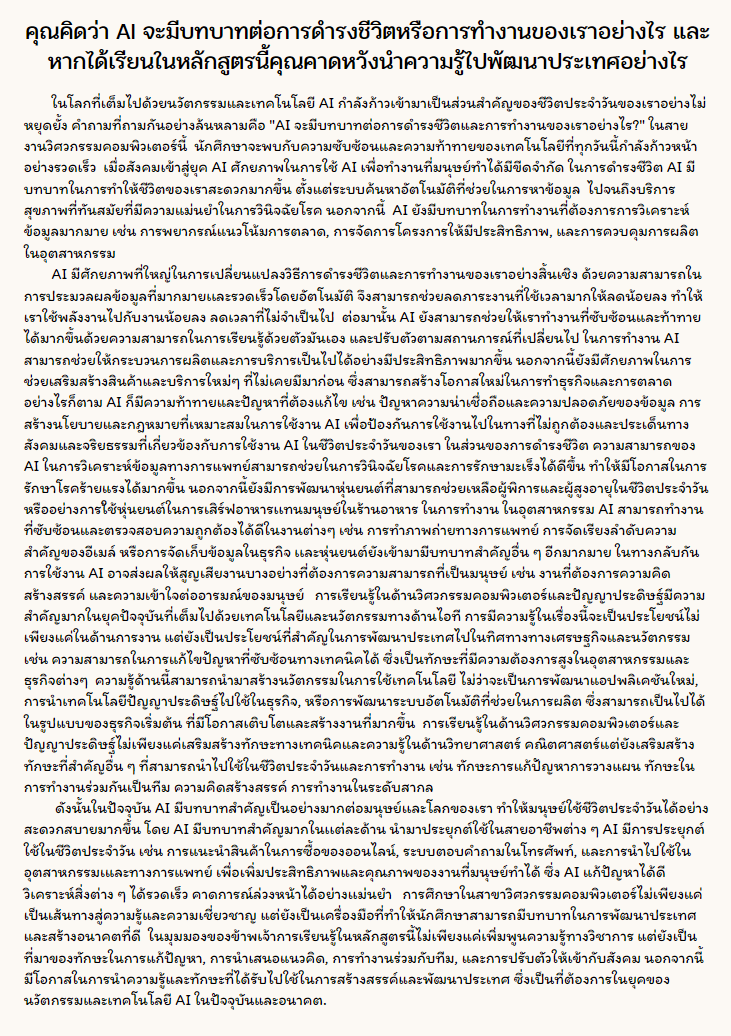 คุณคิดว่า AI จะมีบทบาทต่อการดำรงชีวิตหรือการทำงานของเราอย่างไร และ
หากได้เรียนในหลักสูตรนี้คุณคาดหวังนำความรู้ไปพัฒนาประเทศอย่างไร
ในโลกที่เต็มไปด้วยนวัตกรรมและเทคโนโลยี AI กำลังก้าวเข้ามาเป็นส่วนสำคัญของชีวิตประจำวันของเราอย่างไม่
หยุดยั้ง คำถามที่ถามกันอย่างล้นหลามคือ "AI จะมีบทบาทต่อการดำรงชีวิตและการทำงานของเราอย่างไร?" ในสาย
งานวิศวกรรมคอมพิวเตอร์นี้ นักศึกษาจะพบกับความซับซ้อนและความท้าทายของเทคโนโลยีที่ทุกวันนี้กำลังก้าวหน้า
อย่างรวดเร็ว เมื่อสังคมเข้าสู่ยุค AI ศักยภาพในการใช้ AI เพื่อทำงานที่มนุษย์ทำได้มีขีดจำกัด ในการดำรงชีวิต AI มี
บทบาทในการทำให้ชีวิตของเราสะดวกมากขึ้น ตั้งแต่ระบบค้นหาอัตโนมัติที่ช่วยในการหาข้อมูล ไปจนถึงบริการ
สุขภาพที่ทันสมัยที่มีความแม่นยำในการวินิจฉัยโรค นอกจากนี้ AI ยังมีบทบาทในการทำงานที่ต้องการการวิเคราะห์
ข้อมูลมากมาย เช่น การพยากรณ์แนวโน้มการตลาด, การจัดการโครงการให้มีประสิทธิภาพ, และการควบคุมการผลิต
ในอุตสาหกรรม
AI มีศักยภาพที่ใหญ่ในการเปลี่ยนแปลงวิธีการดำรงชีวิตและการทำงานของเราอย่างสิ้นเชิง ด้วยความสามารถใน
การประมวลผลข้อมูลที่มากมายและรวดเร็วโดยอัตโนมัติ จึงสามารถช่วยลดภาระงานที่ใช้เวลามากให้ลดน้อยลง ทำให้
เราใช้พลังงานไปกับงานน้อยลง ลดเวลาที่ไม่จำเป็นไป ต่อมานั้น AI ยังสามารถช่วยให้เราทำงานที่ซับซ้อนและท้าทาย
ได้มากขึ้นด้วยความสามารถในการเรียนรู้ด้วยตัวมันเอง และปรับตัวตามสถานการณ์ที่เปลี่ยนไป ในการทำงาน AI
สามารถช่วยให้กระบวนการผลิตและการบริการเป็นไปได้อย่างมีประสิทธิภาพมากขึ้น นอกจากนี้ยังมีศักยภาพในการ
ช่วยเสริมสร้างสินค้าและบริการใหม่ๆ ที่ไม่เคยมีมาก่อน ซึ่งสามารถสร้างโอกาสใหม่ในการทำธุรกิจและการตลาด
อย่างไรก็ตาม AI ก็มีความท้าทายและปัญหาที่ต้องแก้ไข เช่น ปัญหาความน่าเชื่อถือและความปลอดภัยของข้อมูล การ
สร้างนโยบายและกฎหมายที่เหมาะสมในการใช้งาน AI เพื่อป้องกันการใช้งานไปในทางที่ไม่ถูกต้องและประเด็นทาง
สังคมและจริยธรรมที่เกี่ยวข้องกับการใช้งาน AI ในชีวิตประจำวันของเรา ในส่วนของการดำรงชีวิต ความสามารถของ
AI ในการวิเคราะห์ข้อมูลทางการแพทย์สามารถช่วยในการวินิจฉัยโรคและการรักษามะเร็งได้ดีขึ้น ทำให้มีโอกาสในการ
รักษาโรคร้ายแรงได้มากขึ้น นอกจากนี้ยังมีการพัฒนาหุ่นยนต์ที่สามารถช่วยเหลือผู้พิการและผู้สูงอายุในชีวิตประจำวัน
หรืออย่างการใช้หุ่นยนต์ในการเสิร์ฟอาหารแทนมนุษย์ในร้านอาหาร ในการทำงาน ในอุตสาหกรรม AI สามารถทำงาน
ที่ซับซ้อนและตรวจสอบความถูกต้องได้ดีในงานต่างๆ เช่น การทำภาพถ่ายทางการแพทย์ การจัดเรียงลำดับความ
สำคัญของอีเมล์ หรือการจัดเก็บข้อมูลในธุรกิจ และหุ่นยนต์ยังเข้ามามีบทบาทสำคัญอื่น ๆ อีกมากมาย ในทางกลับกัน
การใช้งาน AI อาจส่งผลให้สูญเสียงานบางอย่างที่ต้องการความสามารถที่เป็นมนุษย์ เช่น งานที่ต้องการความคิด
สร้างสรรค์ และความเข้าใจต่ออารมณ์ของมนุษย์ การเรียนรู้ในด้านวิศวกรรมคอมพิวเตอร์และปัญญาประดิษฐ์มีความ
สำคัญมากในยุคปัจจุบันที่เต็มไปด้วยเทคโนโลยีและนวัตกรรมทางด้านไอที การมีความรู้ในเรื่องนี้จะเป็นประโยชน์ไม่
เพียงแค่ในด้านการงาน แต่ยังเป็นประโยชน์ที่สำคัญในการพัฒนาประเทศไปในทิศทางทางเศรษฐกิจและนวัตกรรม
เช่น ความสามารถในการแก้ไขปัญหาที่ซับซ้อนทางเทคนิคได้ ซึ่งเป็นทักษะที่มีความต้องการสูงในอุตสาหกรรมและ
ธุรกิจต่างๆ ความรู้ด้านนี้สามารถนำมาสร้างนวัตกรรมในการใช้เทคโนโลยี ไม่ว่าจะเป็นการพัฒนาแอปพลิเคชันใหม่,
การนำเทคโนโลยีปัญญาประดิษฐ์ไปใช้ในธุรกิจ, หรือการพัฒนาระบบอัตโนมัติที่ช่วยในการผลิต ซึ่งสามารถเป็นไปได้
ในรูปแบบของธุรกิจเริ่มต้น ที่มีโอกาสเติบโตและสร้างงานที่มากขึ้น การเรียนรู้ในด้านวิศวกรรมคอมพิวเตอร์และ
ปัญญาประดิษฐ์ไม่เพียงแค่เสริมสร้างทักษะทางเทคนิคและความรู้ในด้านวิทยาศาสตร์ คณิตศาสตร์แต่ยังเสริมสร้าง
ทักษะที่สำคัญอื่น ๆ ที่สามารถนำไปใช้ในชีวิตประจำวันและการทำงาน เช่น ทักษะการแก้ปัญหาการวางแผน ทักษะใน
การทำงานร่วมกันเป็นทีม ความคิดสร้างสรรค์ การทำงานในระดับสากล
ดังนั้นในปัจจุบัน AI มีบทบาทสำคัญเป็นอย่างมากต่อมนุษย์และโลกของเรา ทำให้มนุษย์ใช้ชีวิตประจำวันได้อย่าง
สะดวกสบายมากขึ้น โดย AI มีบทบาทสำคัญมากในแต่ละด้าน นำมาประยุกต์ใช้ในสายอาชีพต่าง ๆ AI มีการประยุกต์
ใช้ในชีวิตประจำวัน เช่น การแนะนำสินค้าในการซื้อของออนไลน์, ระบบตอบคำถามในโทรศัพท์, และการนำไปใช้ใน
อุตสาหกรรมและทางการแพทย์ เพื่อเพิ่มประสิทธิภาพและคุณภาพของงานที่มนุษย์ทำได้ ซึ่ง AI แก้ปัญหาได้ดี
วิเคราะห์สิ่งต่าง ๆ ได้รวดเร็ว คาดการณ์ล่วงหน้าได้อย่างแม่นยำ การศึกษาในสาขาวิศวกรรมคอมพิวเตอร์ไม่เพียงแค่
เป็นเส้นทางสู่ความรู้และความเชี่ยวชาญ แต่ยังเป็นเครื่องมือที่ทำให้นักศึกษาสามารถมีบทบาทในการพัฒนาประเทศ
และสร้างอนาคตที่ดี ในมุมมองของข้าพเจ้าการเรียนรู้ในหลักสูตรนี้ไม่เพียงแค่เพิ่มพูนความรู้ทางวิชาการ แต่ยังเป็น
ที่มาของทักษะในการแก้ปัญหา, การนำเสนอแนวคิด, การทำงานร่วมกับทีม, และการปรับตัวให้เข้ากับสังคม นอกจากนี้
มีโอกาสในการนำความรู้และทักษะที่ได้รับไปใช้ในการสร้างสรรค์และพัฒนาประเทศ ซึ่งเป็นที่ต้องการในยุคของ
นวัตกรรมและเทคโนโลยี AI ในปัจจุบันและอนาคต.